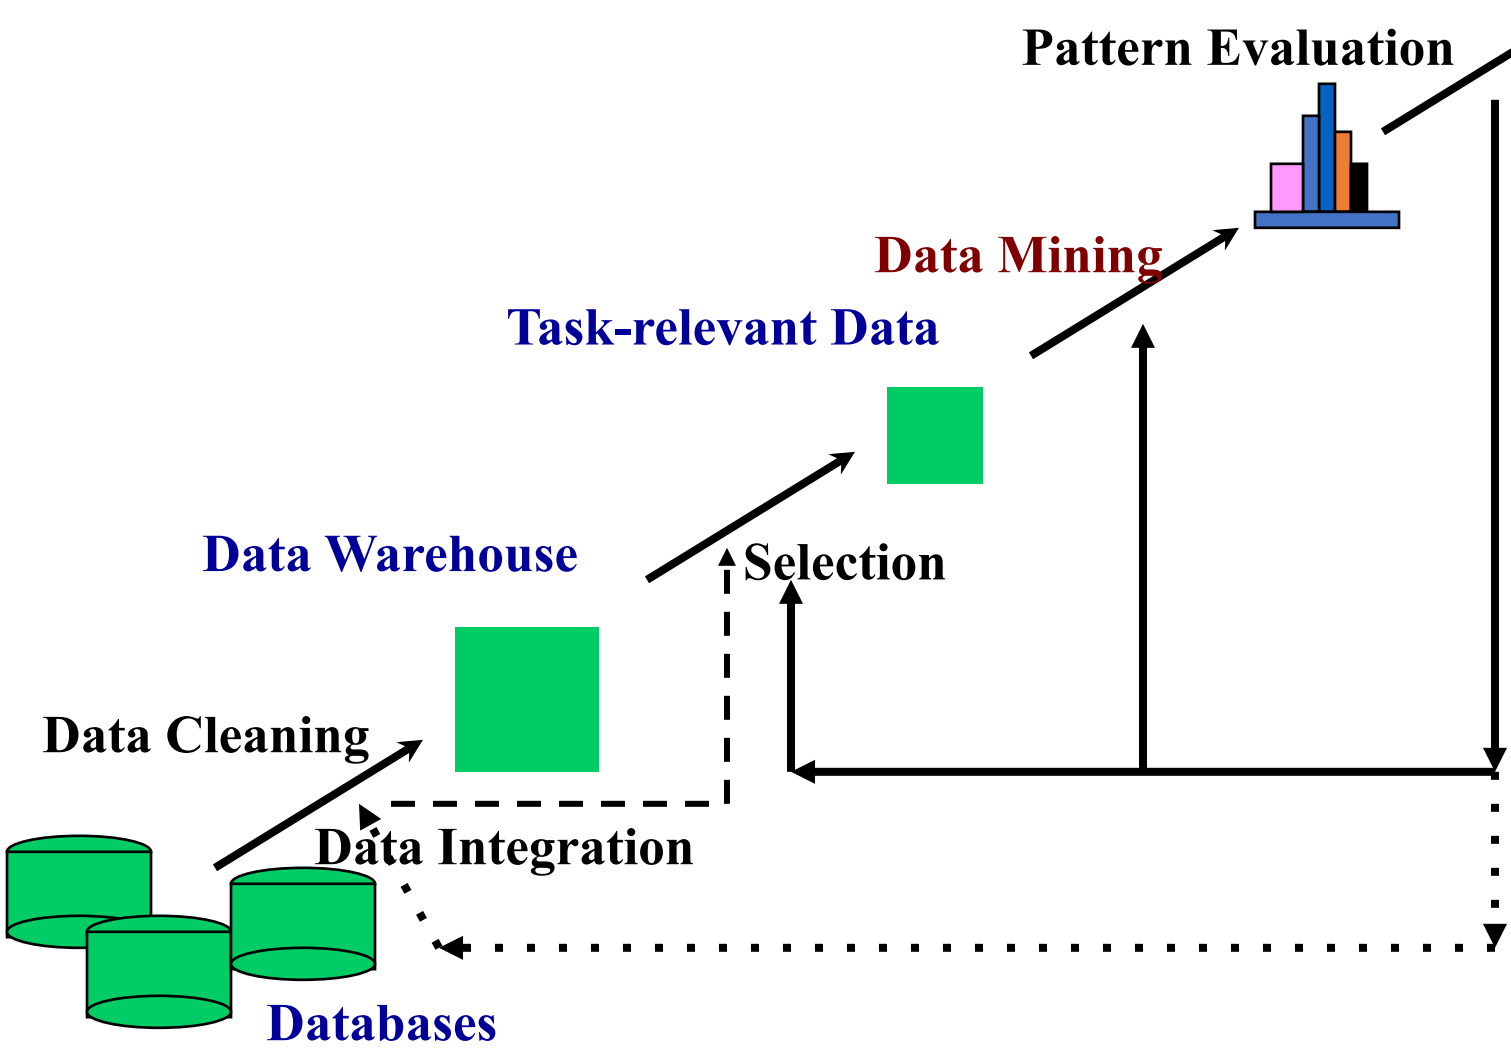 Pattern Evaluation
Data Mining
Task-relevant Data
Data Warehouse
Selection
Data Cleaning
Data Integration
Databases